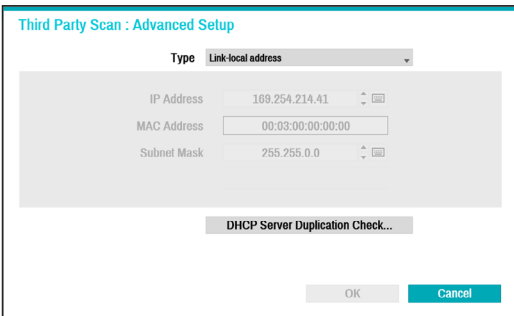 Third Party Scan : Advanced Setup
Type Link-local address
IP Address 169.254.214.41
MAC Address 00:03:00:00:00:00
Subnet Mask 255.255.0.0
DHCP Server Duplication Check...
OK Cancel